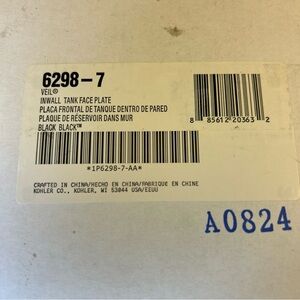 6298-7
VEIL®
INWALL TANK FACE PLATE
PLACA FRONTAL DE TANQUE DENTRO DE PARED
PLAQUE DE RÉSERVOIR DANS MUR
BLACK BLACK™
8 85612 20363 2
*1P6298-7-AA*
CRAFTED IN CHINA/HECHO EN CHINA/FABRIQUE EN CHINE
KOHLER CO., KOHLER, WI 53044 USA/EEUU
A0824